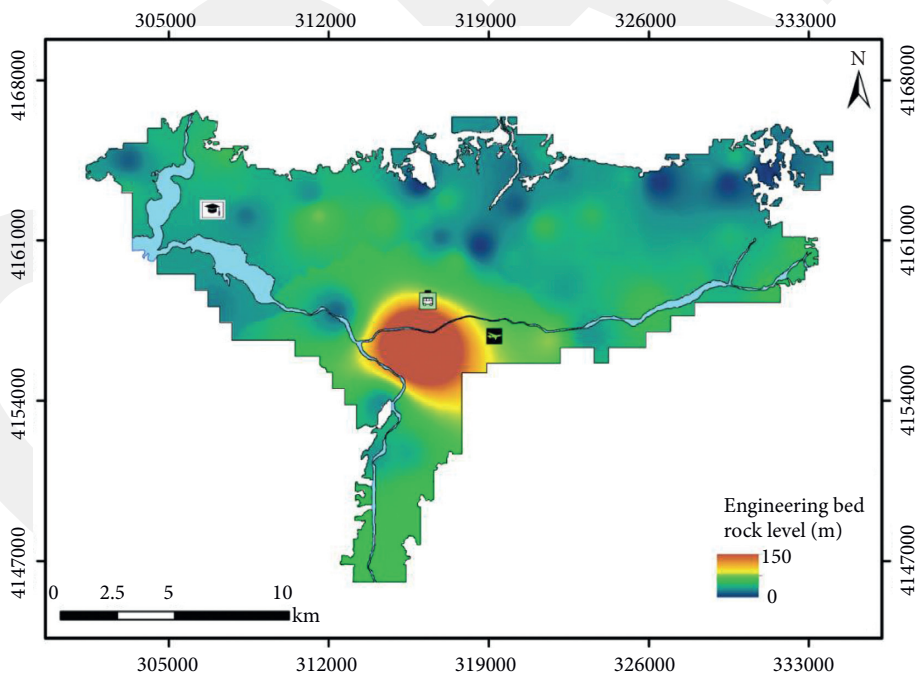 305000 312000 319000 326000 333000
4168000 4168000
N
4161000 4161000
4154000 4154000
Engineering bed
rock level (m)
150
0
4147000 4147000
0 2.5 5 10
km
305000 312000 319000 326000 333000